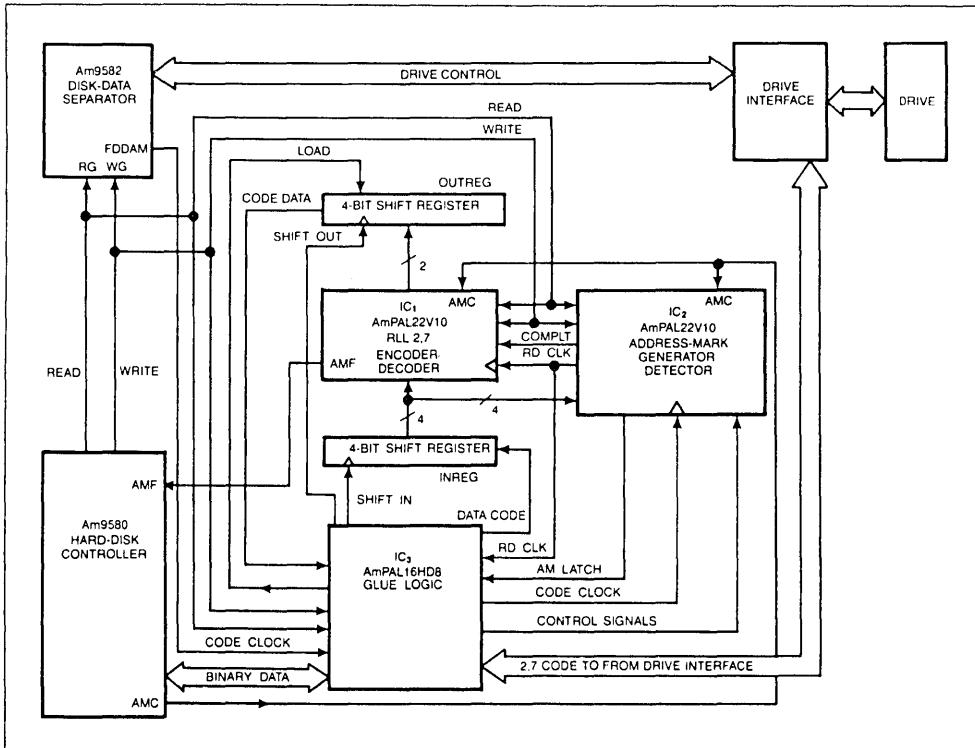 Am9582
DISK-DATA
SEPARATOR
FDDAM
RG WG
DRIVE CONTROL
DRIVE
INTERFACE
DRIVE
READ
WRITE
LOAD
OUTREG
CODE DATA
4-BIT SHIFT REGISTER
SHIFT OUT
2
AMC
IC1
AmPAL22V10
RLL 2,7
ENCODER
DECODER
AMF
COMPLT
RD CLK
AMC
IC2
AmPAL22V10
ADDRESS-MARK
GENERATOR
DETECTOR
READ
WRITE
4
4
4-BIT SHIFT REGISTER
INREG
SHIFT IN
DATA CODE
AMF
Am9580
HARD-DISK
CONTROLLER
AMC
IC3
AmPAL16HD8
GLUE LOGIC
RD CLK
AM LATCH
CODE CLOCK
CONTROL SIGNALS
CODE CLOCK
BINARY DATA
2.7 CODE TO FROM DRIVE INTERFACE